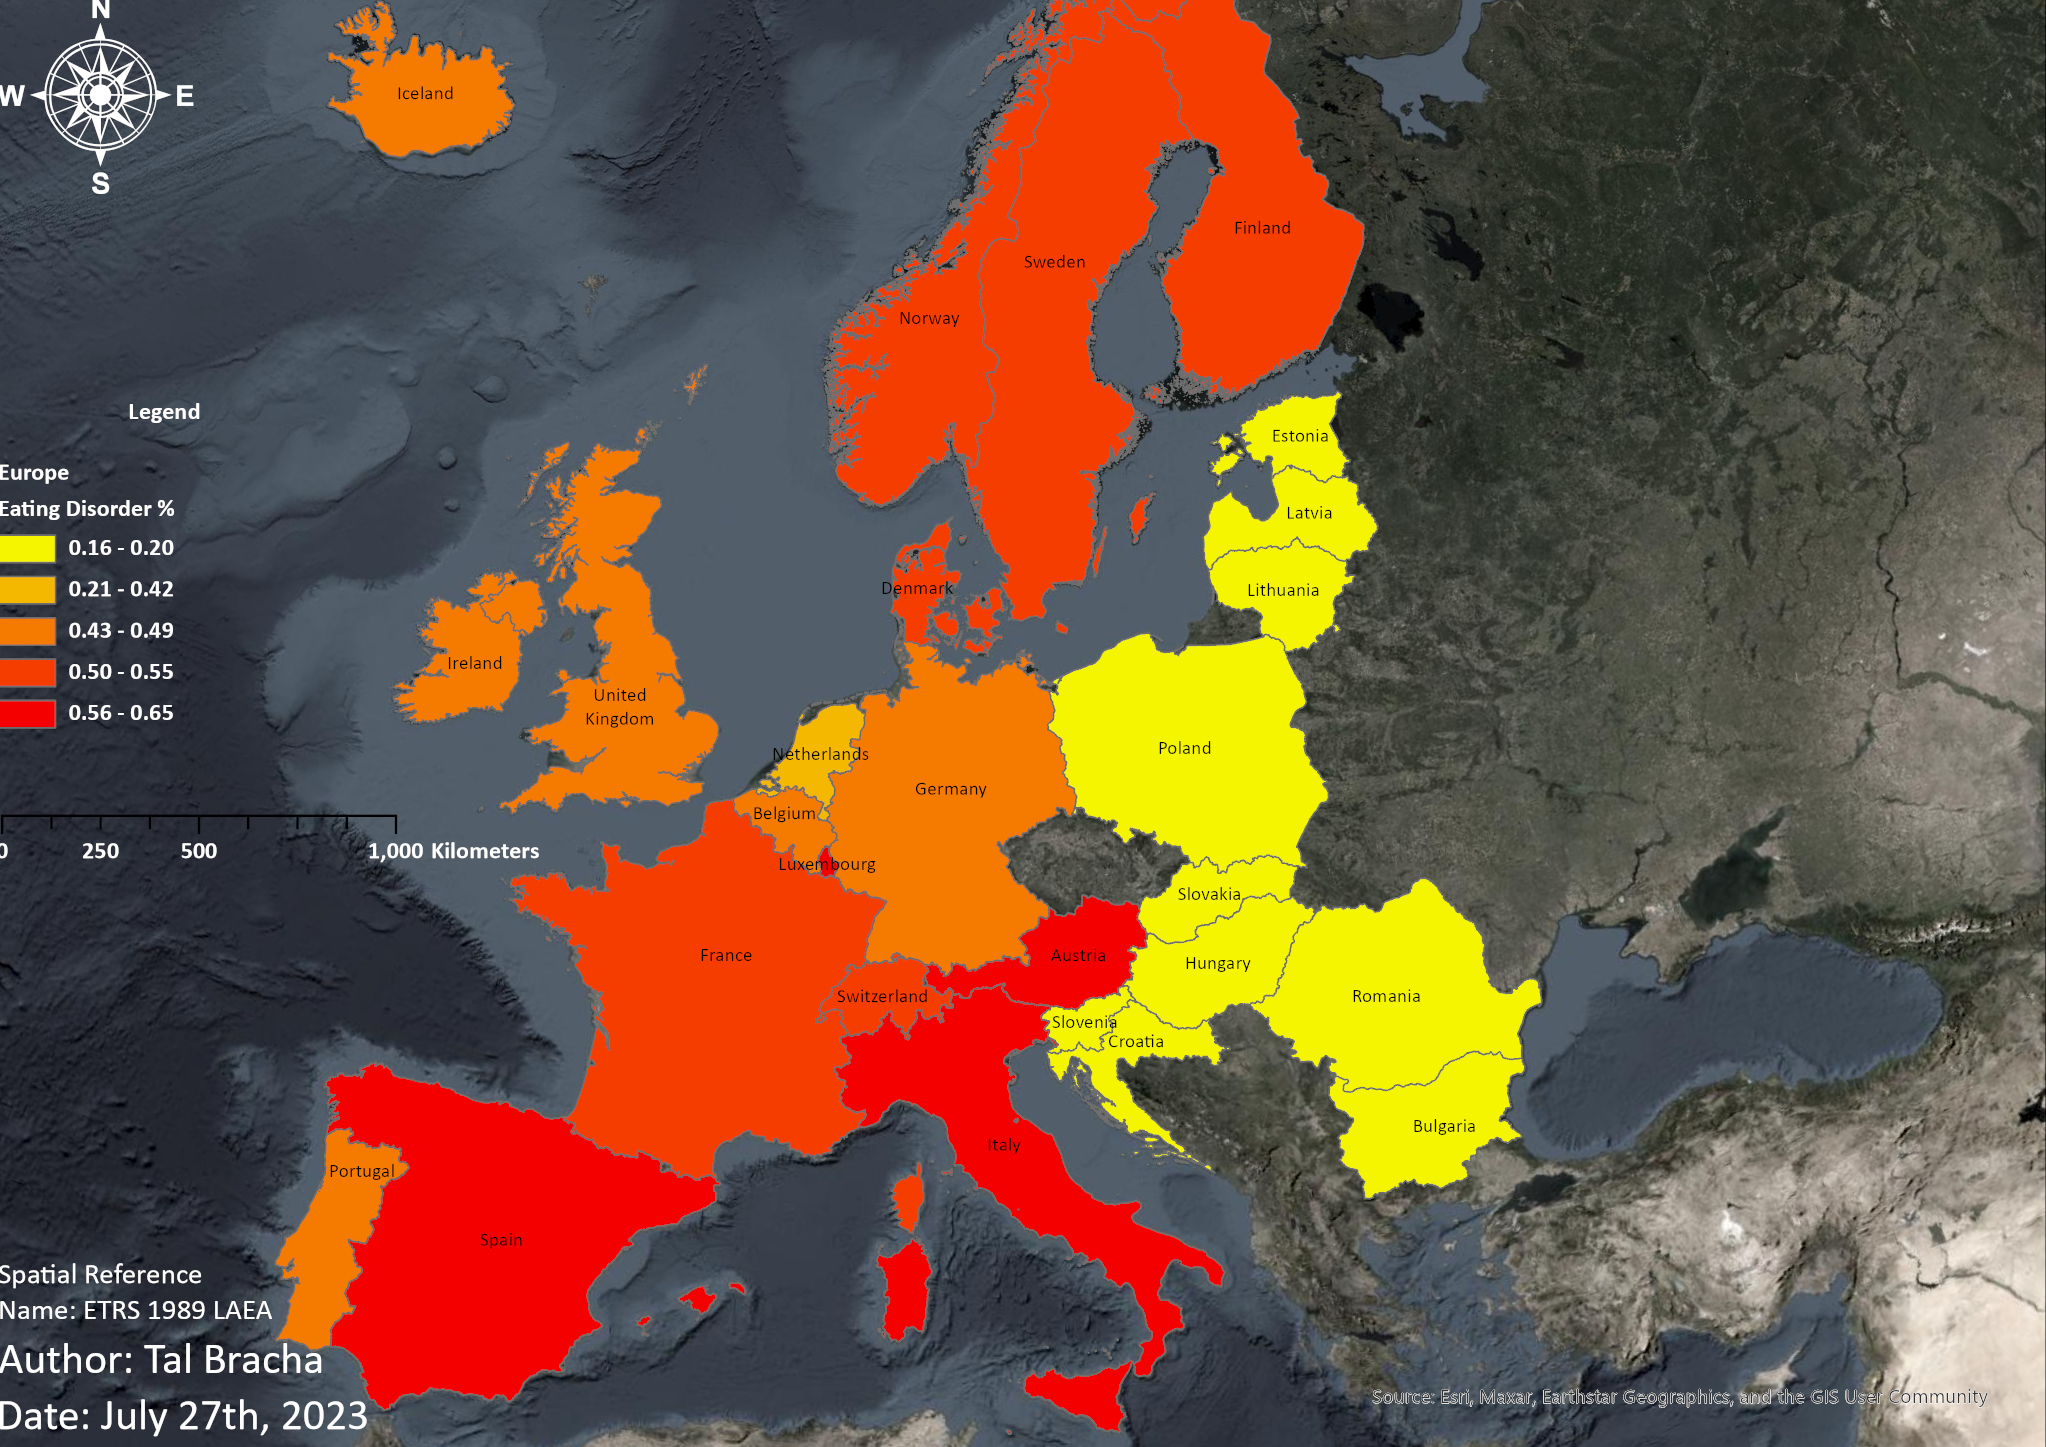 N
W
E
S
Iceland
Finland
Sweden
Norway
Legend
Estonia
Europe
Eating Disorder %
Latvia
0.16 - 0.20
0.21 - 0.42
Denmark
Lithuania
0.43 - 0.49
Ireland
0.50 - 0.55
United
Kingdom
0.56 - 0.65
Netherlands
Poland
Germany
Belgium
0
250
500
1,000 Kilometers
Luxembourg
Slovakia
France
Austria
Hungary
Switzerland
Romania
Slovenia
Croatia
Bulgaria
Italy
Portugal
Spain
Spatial Reference
Name: ETRS 1989 LAEA
Author: Tal Bracha
Date: July 27th, 2023
Source: Esri, Maxar, Earthstar Geographics, and the GIS User Community